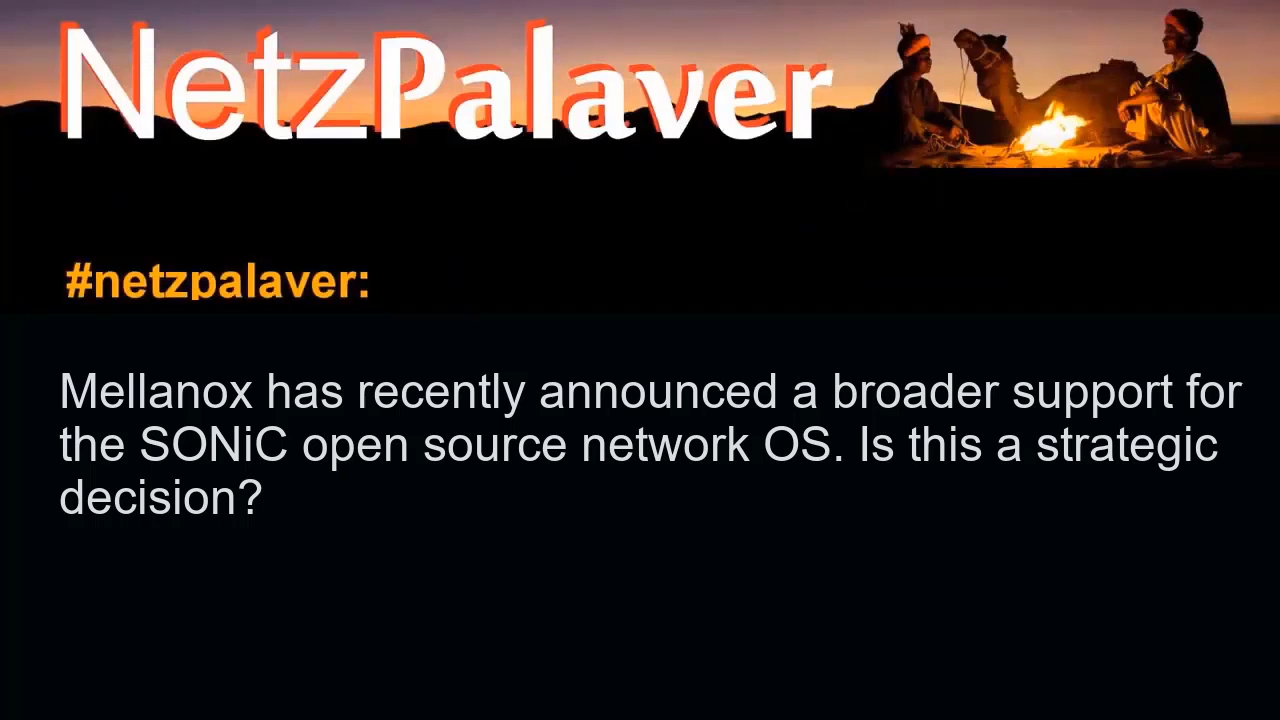 NetzPalaver
#netzpalaver:
Mellanox has recently announced a broader support for
the SONiC open source network OS. Is this a strategic
decision?